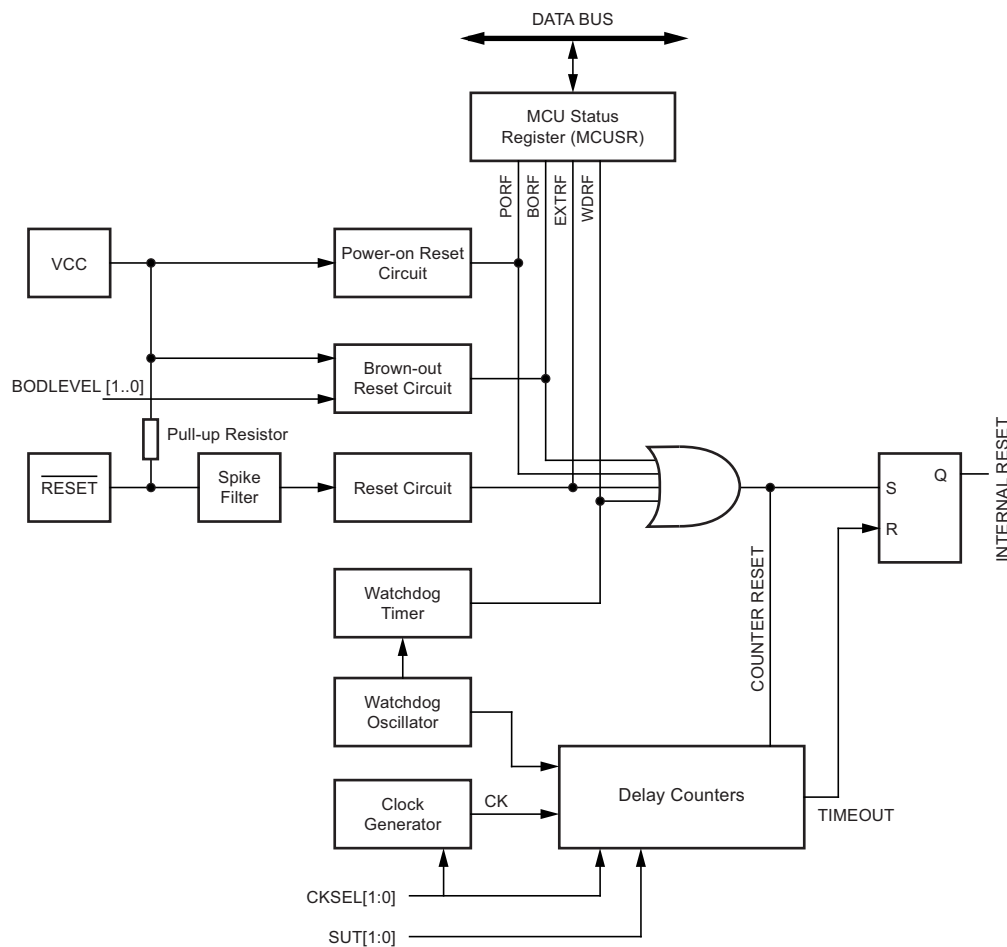 DATA BUS
MCU Status
Register (MCUSR)
PORF
BORF
EXTRF
WDRF
VCC
Power-on Reset
Circuit
Brown-out
Reset Circuit
BODLEVEL [1..0]
Pull-up Resistor
RESET
Spike
Filter
Reset Circuit
S
Q
R
INTERNAL RESET
COUNTER RESET
Watchdog
Timer
Watchdog
Oscillator
Clock
Generator
CK
Delay Counters
TIMEOUT
CKSEL[1:0]
SUT[1:0]